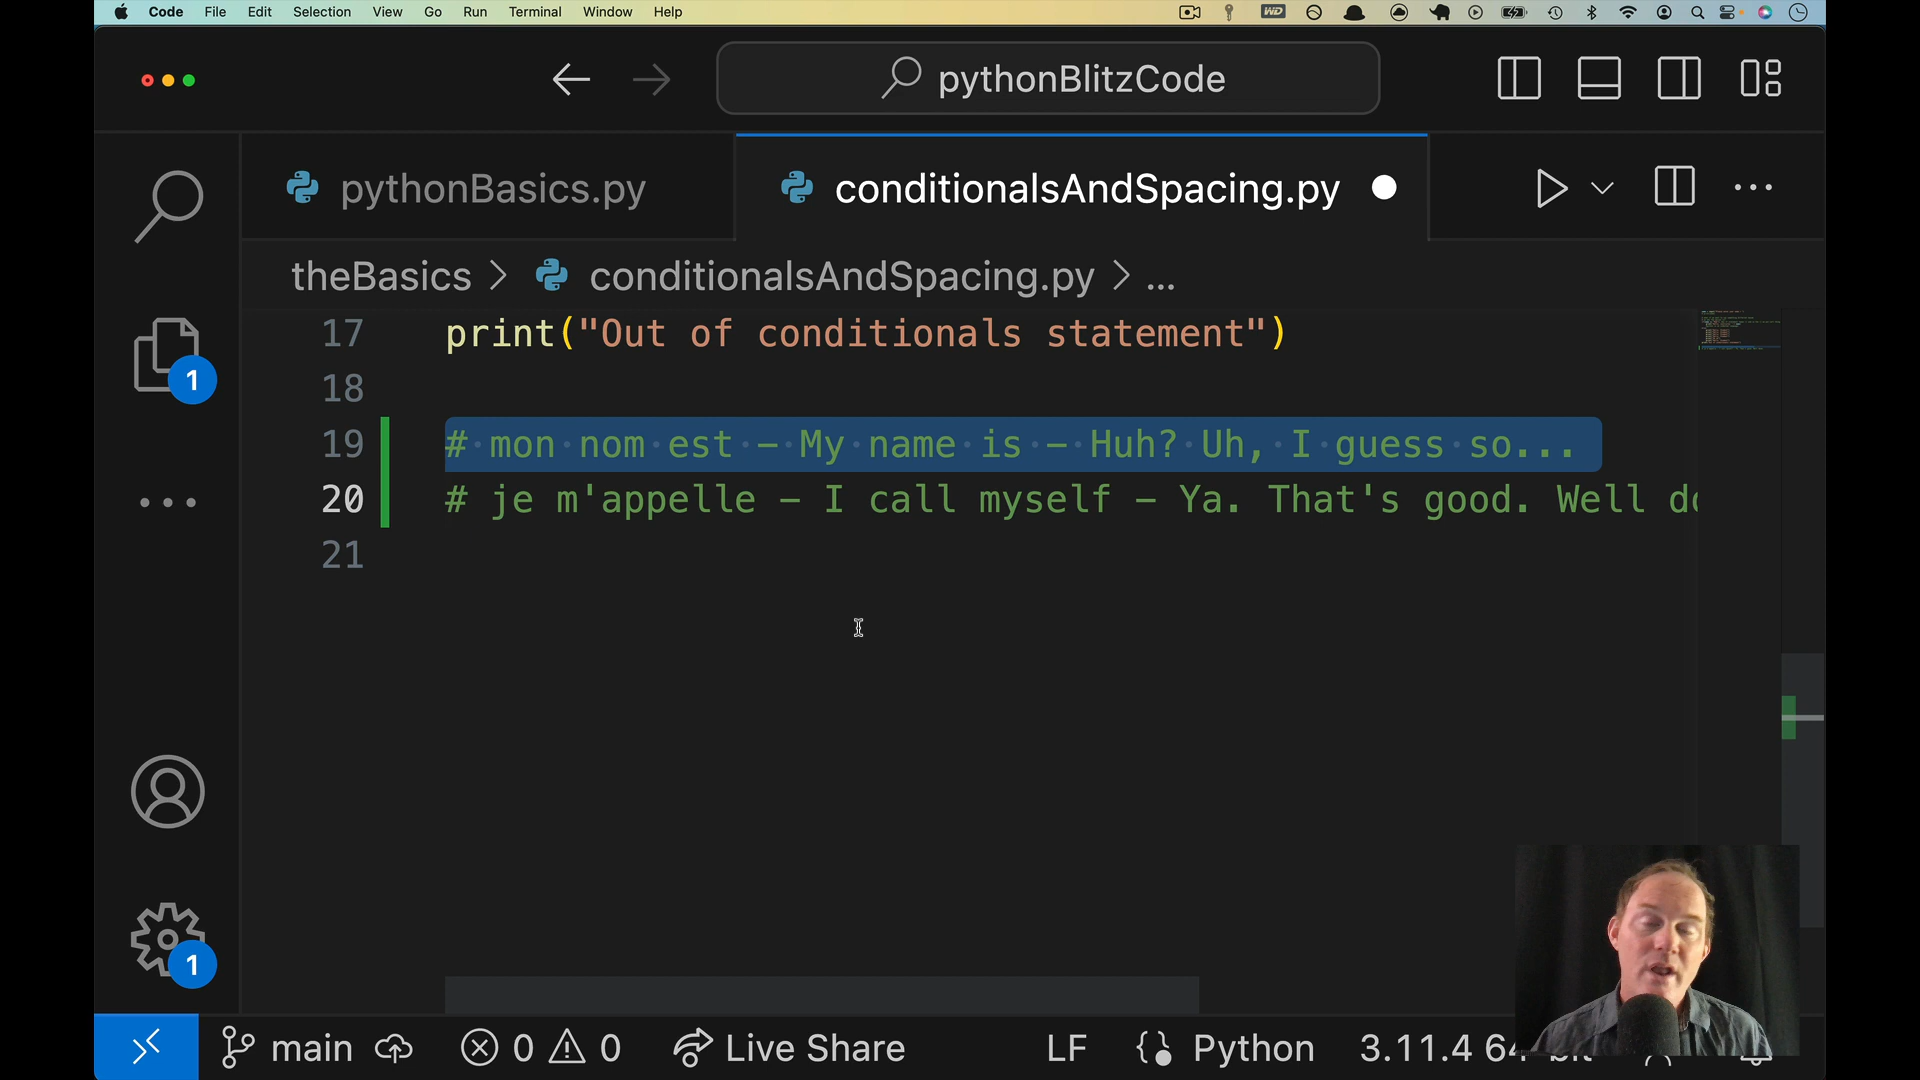 Code File Edit Selection View Go Run Terminal Window Help
WD
pythonBlitzCode
pythonBasics.py
conditionalsAndSpacing.py
theBasics > conditionalsAndSpacing.py > ...
17 print("Out of conditionals statement")
18
19 # mon nom est – My name is – Huh? Uh, I guess so...
20 # je m'appelle – I call myself – Ya. That's good. Well
21
1
1
main 0 0 Live Share LF Python 3.11.4